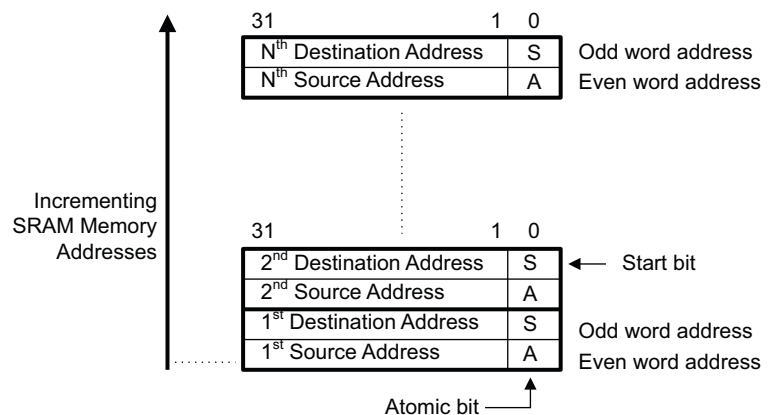 31 1 0
Nth Destination Address S Odd word address
Nth Source Address A Even word address
Incrementing
SRAM Memory
Addresses
31 1 0
2nd Destination Address S Start bit
2nd Source Address A
1st Destination Address S Odd word address
1st Source Address A Even word address
Atomic bit